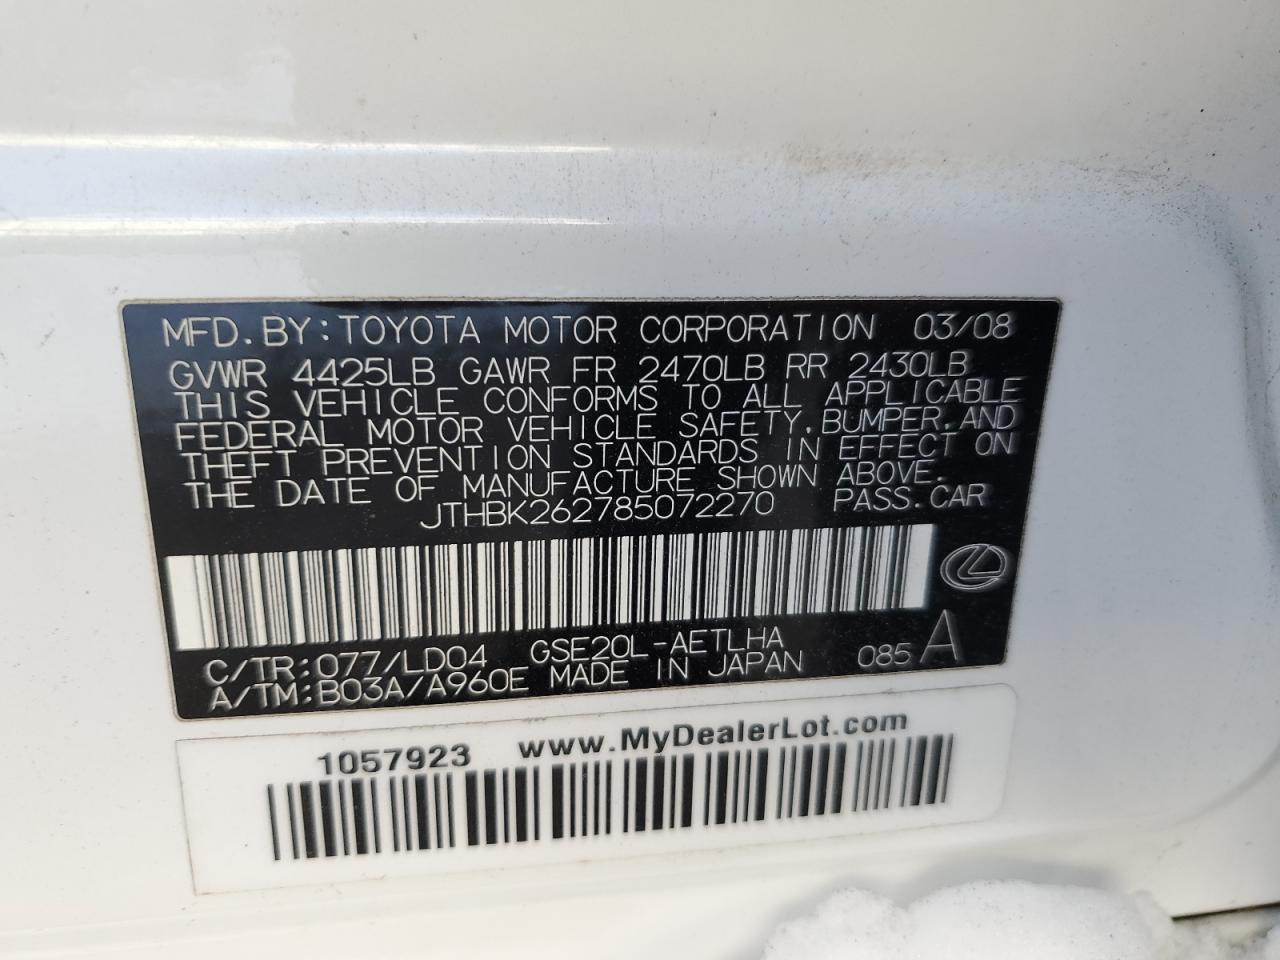 MFD.BY:TOYOTA MOTOR CORPORATION 03/08
GVWR 4425LB GAWR FR 2470LB RR 2430LB
THIS VEHICLE CONFORMS TO ALL APPLICABLE
FEDERAL MOTOR VEHICLE SAFETY,BUMPER,AND
THEFT PREVENTION STANDARDS IN EFFECT ON
THE DATE OF MANUFACTURE SHOWN ABOVE.
JTHBK262785072270 PASS.CAR
C/TR:077/LD04 GSE20L-AETLHA 085 A
A/TM:B03A/A960E MADE IN JAPAN
1057923 www.MyDealerLot.com